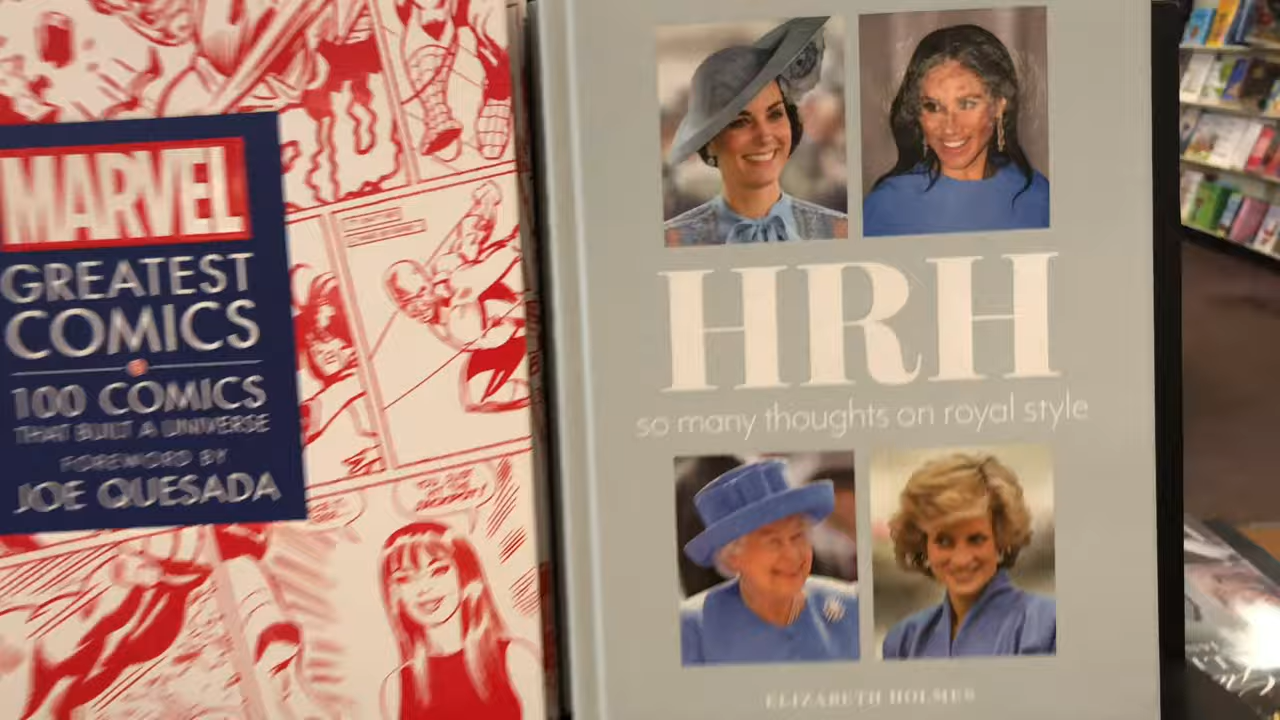 MARVEL
GREATEST
COMICS
100 COMICS
THAT BUILT A UNIVERSE
FOREWORD BY
JOE QUESADA
HRH
so many thoughts on royal style
ELIZABETH HOLMES